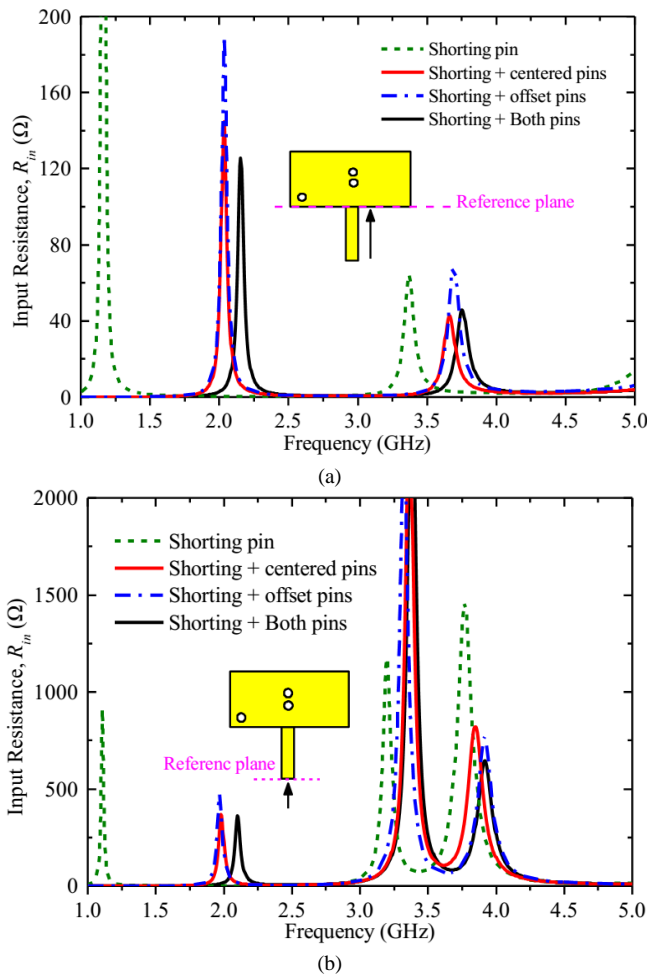 200
160
120
80
40
0
Input Resistance, R_in (Ω)
Shorting pin
Shorting + centered pins
Shorting + offset pins
Shorting + Both pins
Reference plane
1.0 1.5 2.0 2.5 3.0 3.5 4.0 4.5 5.0
Frequency (GHz)
(a)
2000
1500
1000
500
0
Input Resistance, R_in (Ω)
Shorting pin
Shorting + centered pins
Shorting + offset pins
Shorting + Both pins
Referenc plane
1.0 1.5 2.0 2.5 3.0 3.5 4.0 4.5 5.0
Frequency (GHz)
(b)